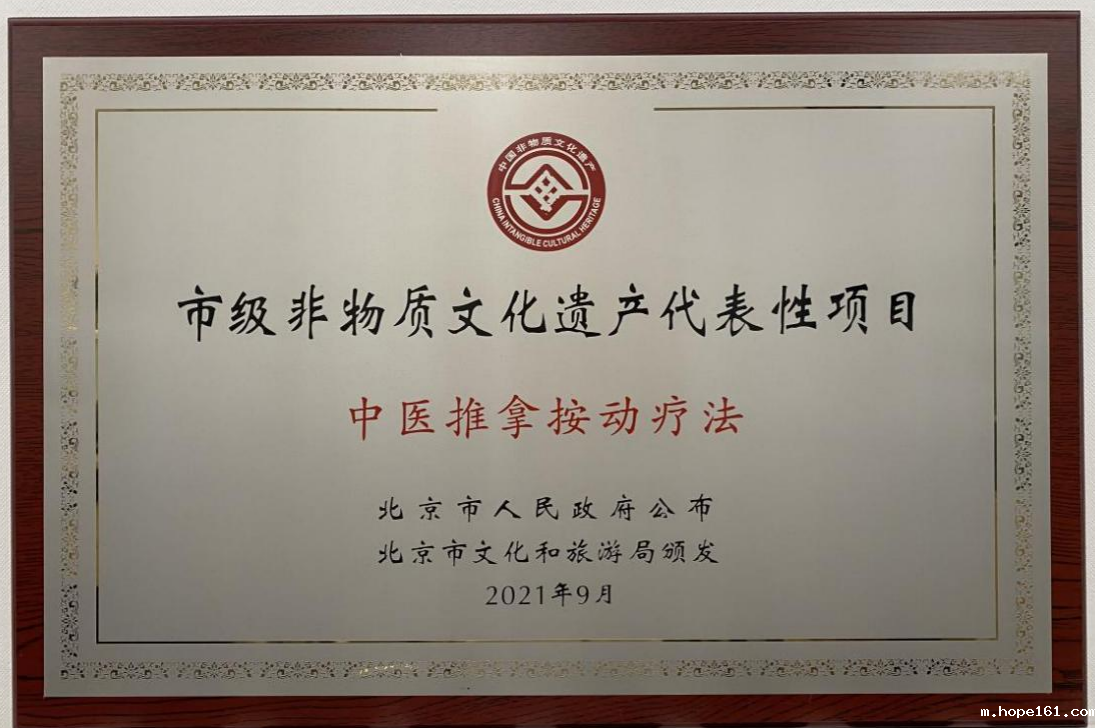 中国非物质文化遗产
CHINA INTANGIBLE CULTURAL HERITAGE
市级非物质文化遗产代表性项目
中医推拿按动疗法
北京市人民政府公布
北京市文化和旅游局颁发
2021年9月
m.hope161.com